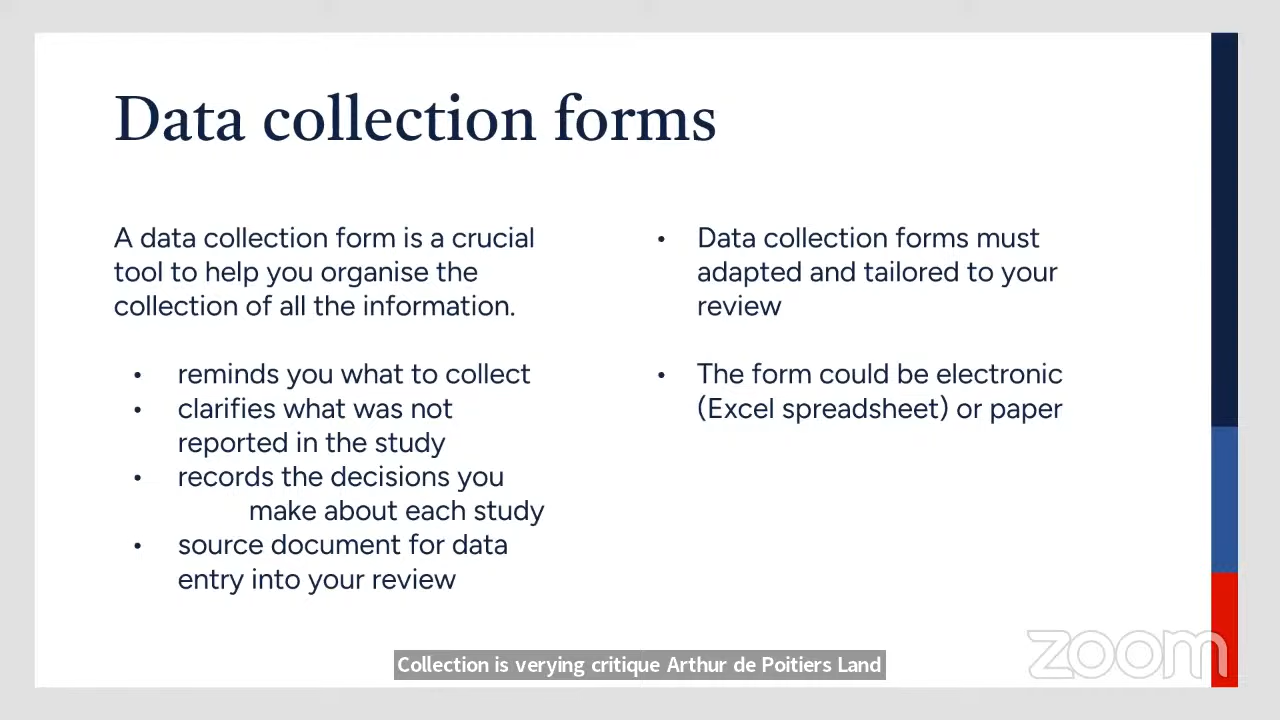 Data collection forms
A data collection form is a crucial
tool to help you organise the
collection of all the information.
• reminds you what to collect
• clarifies what was not
reported in the study
• records the decisions you
make about each study
• source document for data
entry into your review
• Data collection forms must
adapted and tailored to your
review
• The form could be electronic
(Excel spreadsheet) or paper
Collection is verying critique Arthur de Poitiers Land
zoom